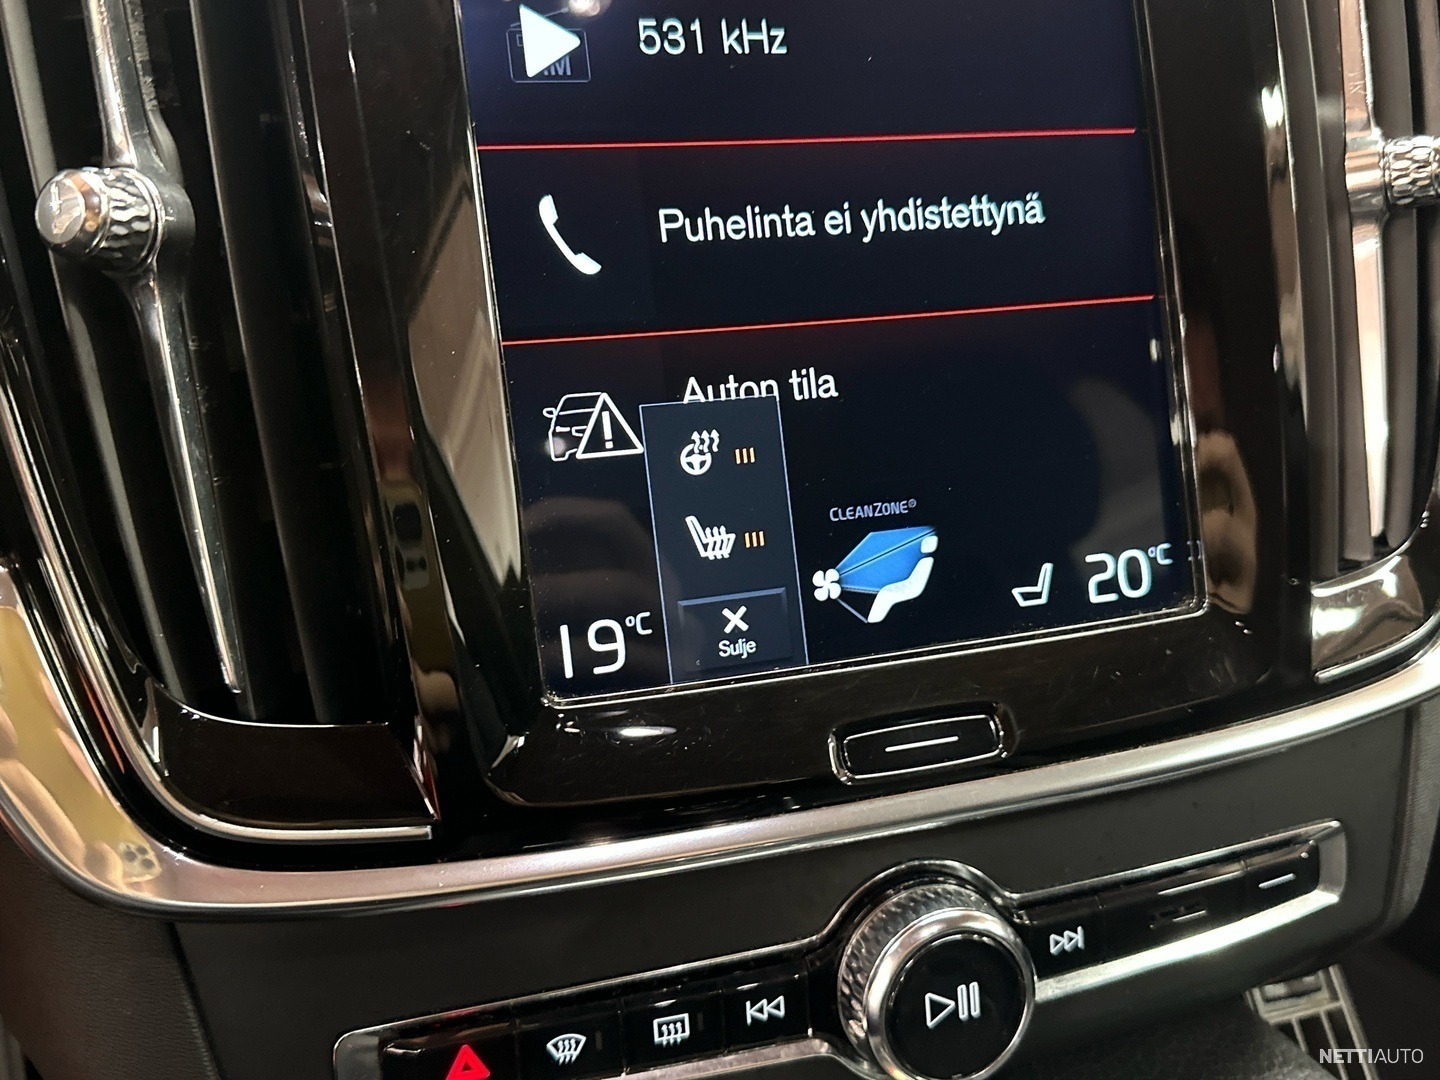 531 kHz
Puhelinta ei yhdistettynä
Auton tila
CLEANZONE®
19°C
Sulje
20°C
NETTIAUTO